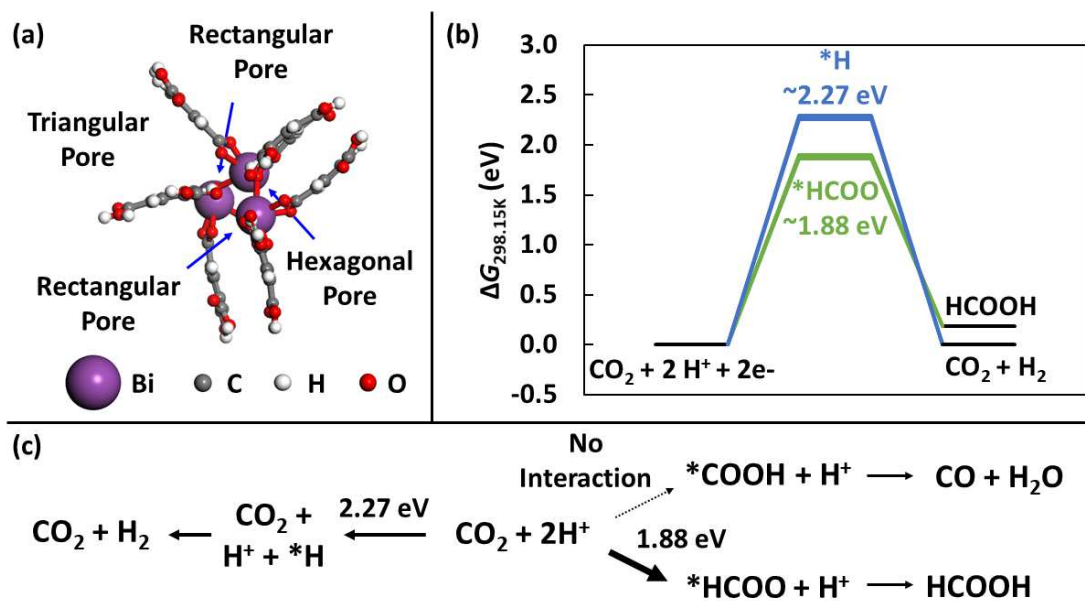 (a)
Rectangular
Pore
Triangular
Pore
Rectangular
Pore
Hexagonal
Pore
Bi
C
H
O
(b)
ΔG298.15K (eV)
3.0
2.5
2.0
1.5
1.0
0.5
0.0
-0.5
*H
~2.27 eV
*HCOO
~1.88 eV
HCOOH
CO2 + 2 H+ + 2e-
CO2 + H2
(c)
No
Interaction
*COOH + H+ → CO + H2O
CO2 + H2 ← CO2 +
H+ + *H
2.27 eV
CO2 + 2H+
1.88 eV
*HCOO + H+ → HCOOH